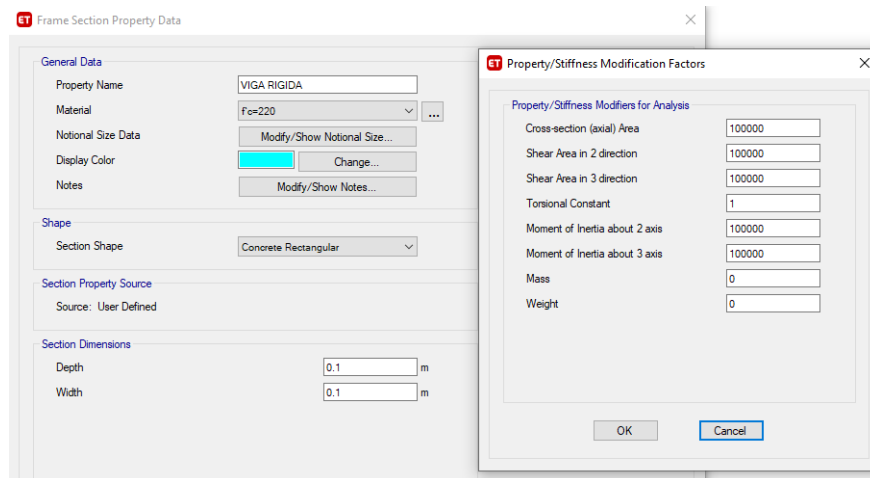 ET Frame Section Property Data
General Data
Property Name VIGA RIGIDA
Material f'c=220 ...
Notional Size Data Modify/Show Notional Size...
Display Color Change...
Notes Modify/Show Notes...
Shape
Section Shape Concrete Rectangular
Section Property Source
Source: User Defined
Section Dimensions
Depth 0.1 m
Width 0.1 m
ET Property/Stiffness Modification Factors
Property/Stiffness Modifiers for Analysis
Cross-section (axial) Area 100000
Shear Area in 2 direction 100000
Shear Area in 3 direction 100000
Torsional Constant 1
Moment of Inertia about 2 axis 100000
Moment of Inertia about 3 axis 100000
Mass 0
Weight 0
OK Cancel